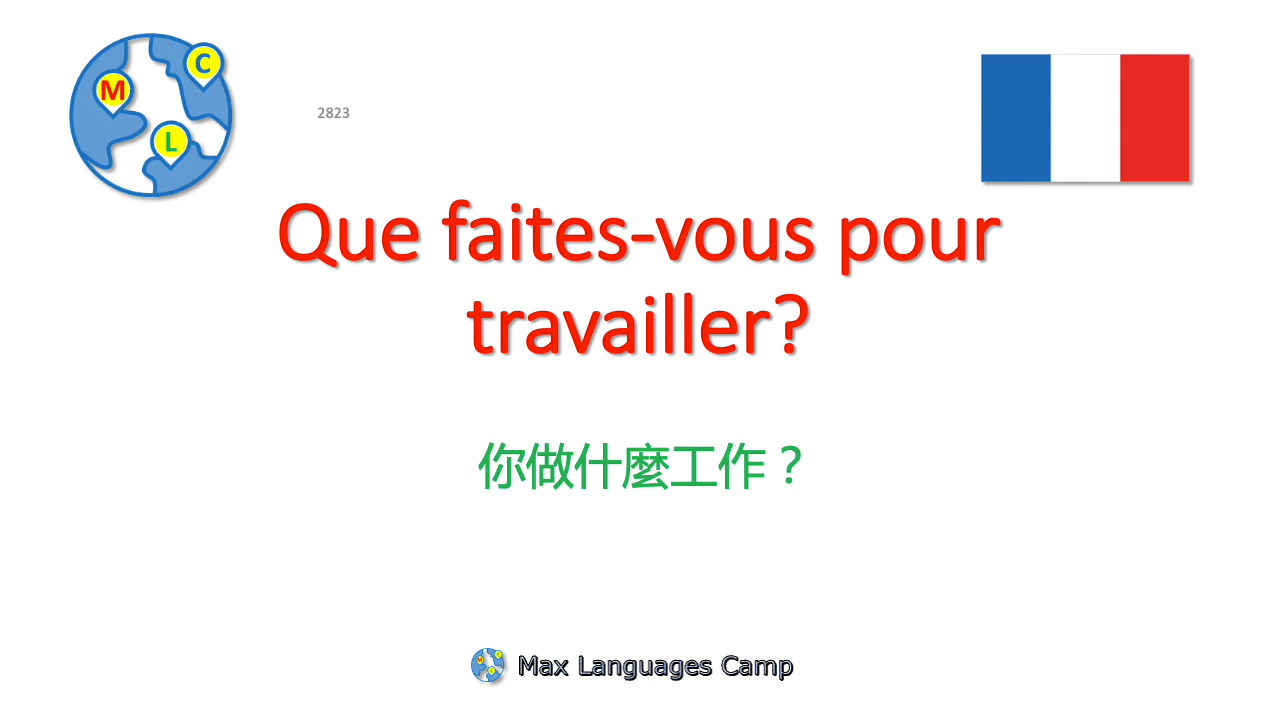 C
M
L
2823
Que faites-vous pour
travailler?
你做什麼工作？
Max Languages Camp